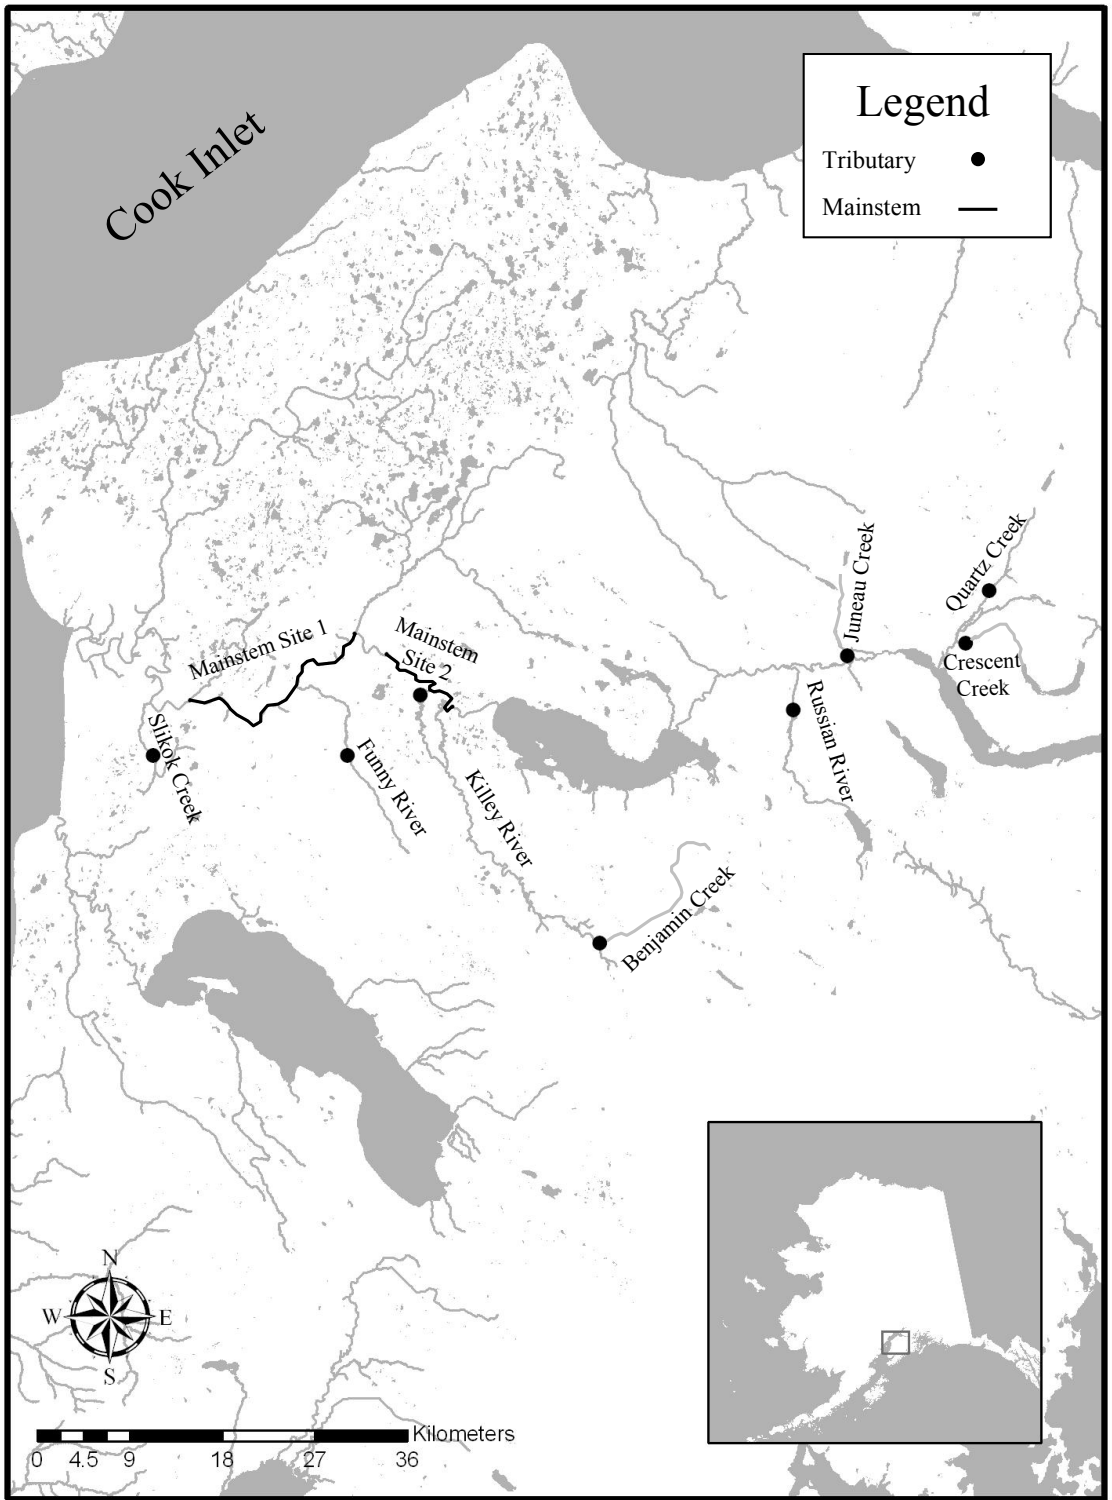 Cook Inlet
Legend
Tributary
Mainstem
Juneau Creek
Quartz Creek
Mainstem Site 1
Mainstem
Site 2
Crescent
Creek
Slikok Creek
Funny River
Killey River
Russian River
Benjamin Creek
N
W E
S
Kilometers
0 4.5 9 18 27 36